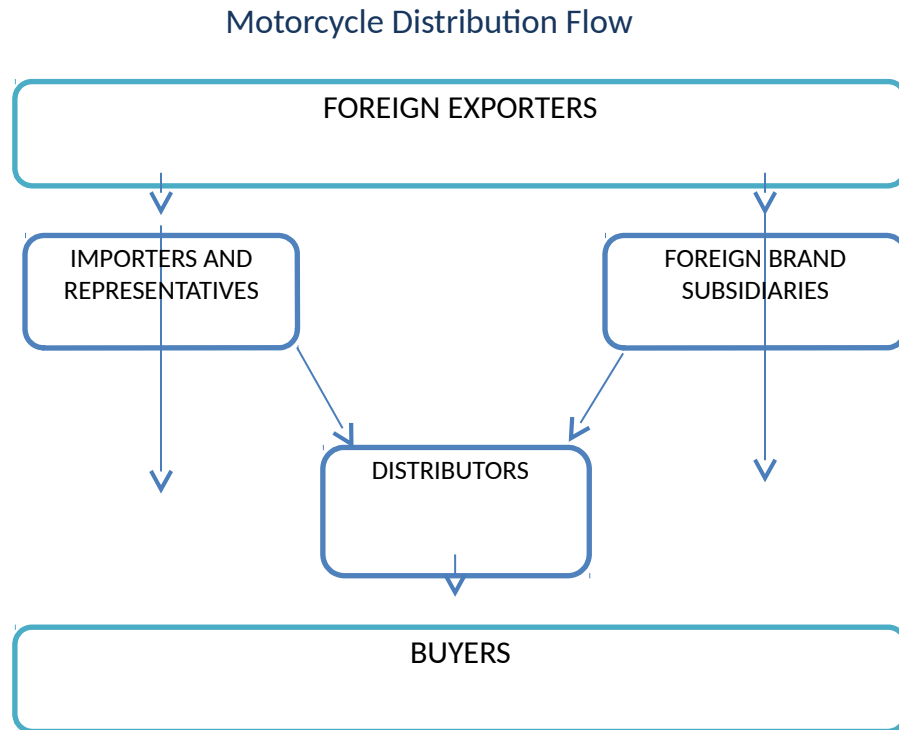 Motorcycle Distribution Flow
FOREIGN EXPORTERS
IMPORTERS AND
REPRESENTATIVES
FOREIGN BRAND
SUBSIDIARIES
DISTRIBUTORS
BUYERS